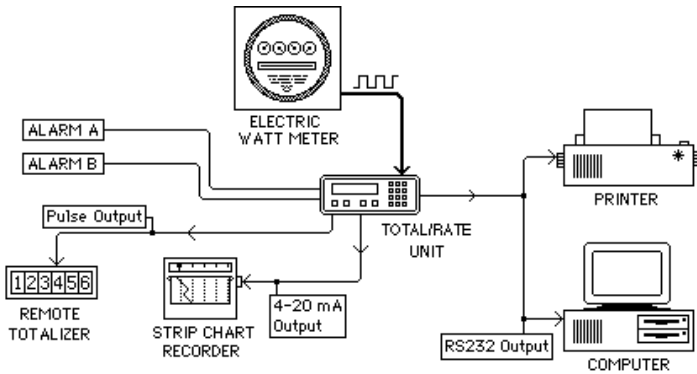 ELECTRIC
WATT METER
ALARM A
ALARM B
PRINTER
Pulse Output
TOTAL/RATE
UNIT
123456
REMOTE
TOTALIZER
4-20 mA
Output
STRIP CHART
RECORDER
RS232 Output
COMPUTER